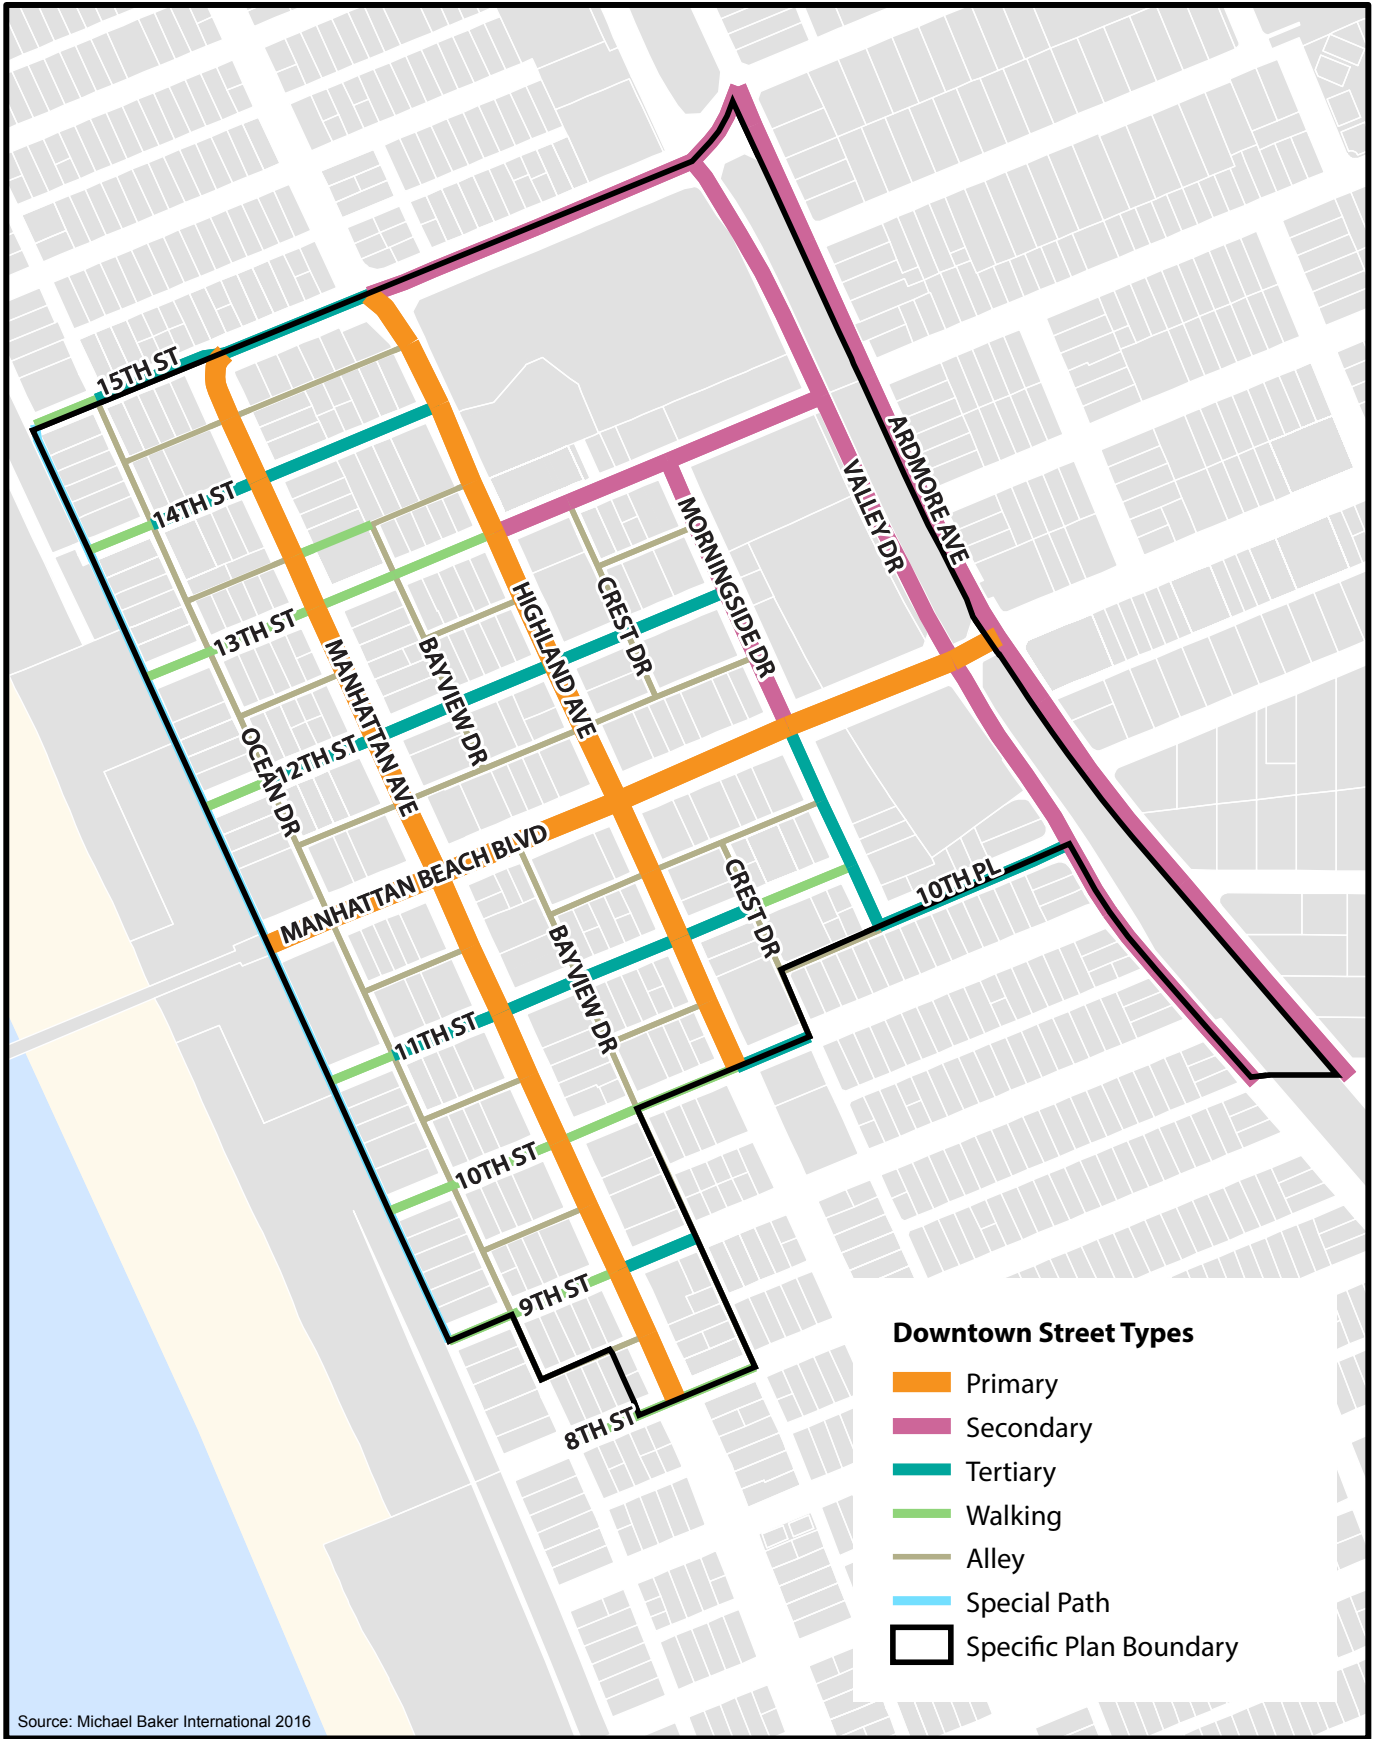 15TH ST
14TH ST
ARDMORE AVE
VALLEY DR
MORNINGSIDE DR
CREST DR
HIGHLAND AVE
13TH ST
MANHATTAN AVE
BAYVIEW DR
OCEAN DR
12TH ST
MANHATTAN BEACH BLVD
CREST DR
10TH PL
BAYVIEW DR
11TH ST
10TH ST
9TH ST
8TH ST
Downtown Street Types
Primary
Secondary
Tertiary
Walking
Alley
Special Path
Specific Plan Boundary
Source: Michael Baker International 2016